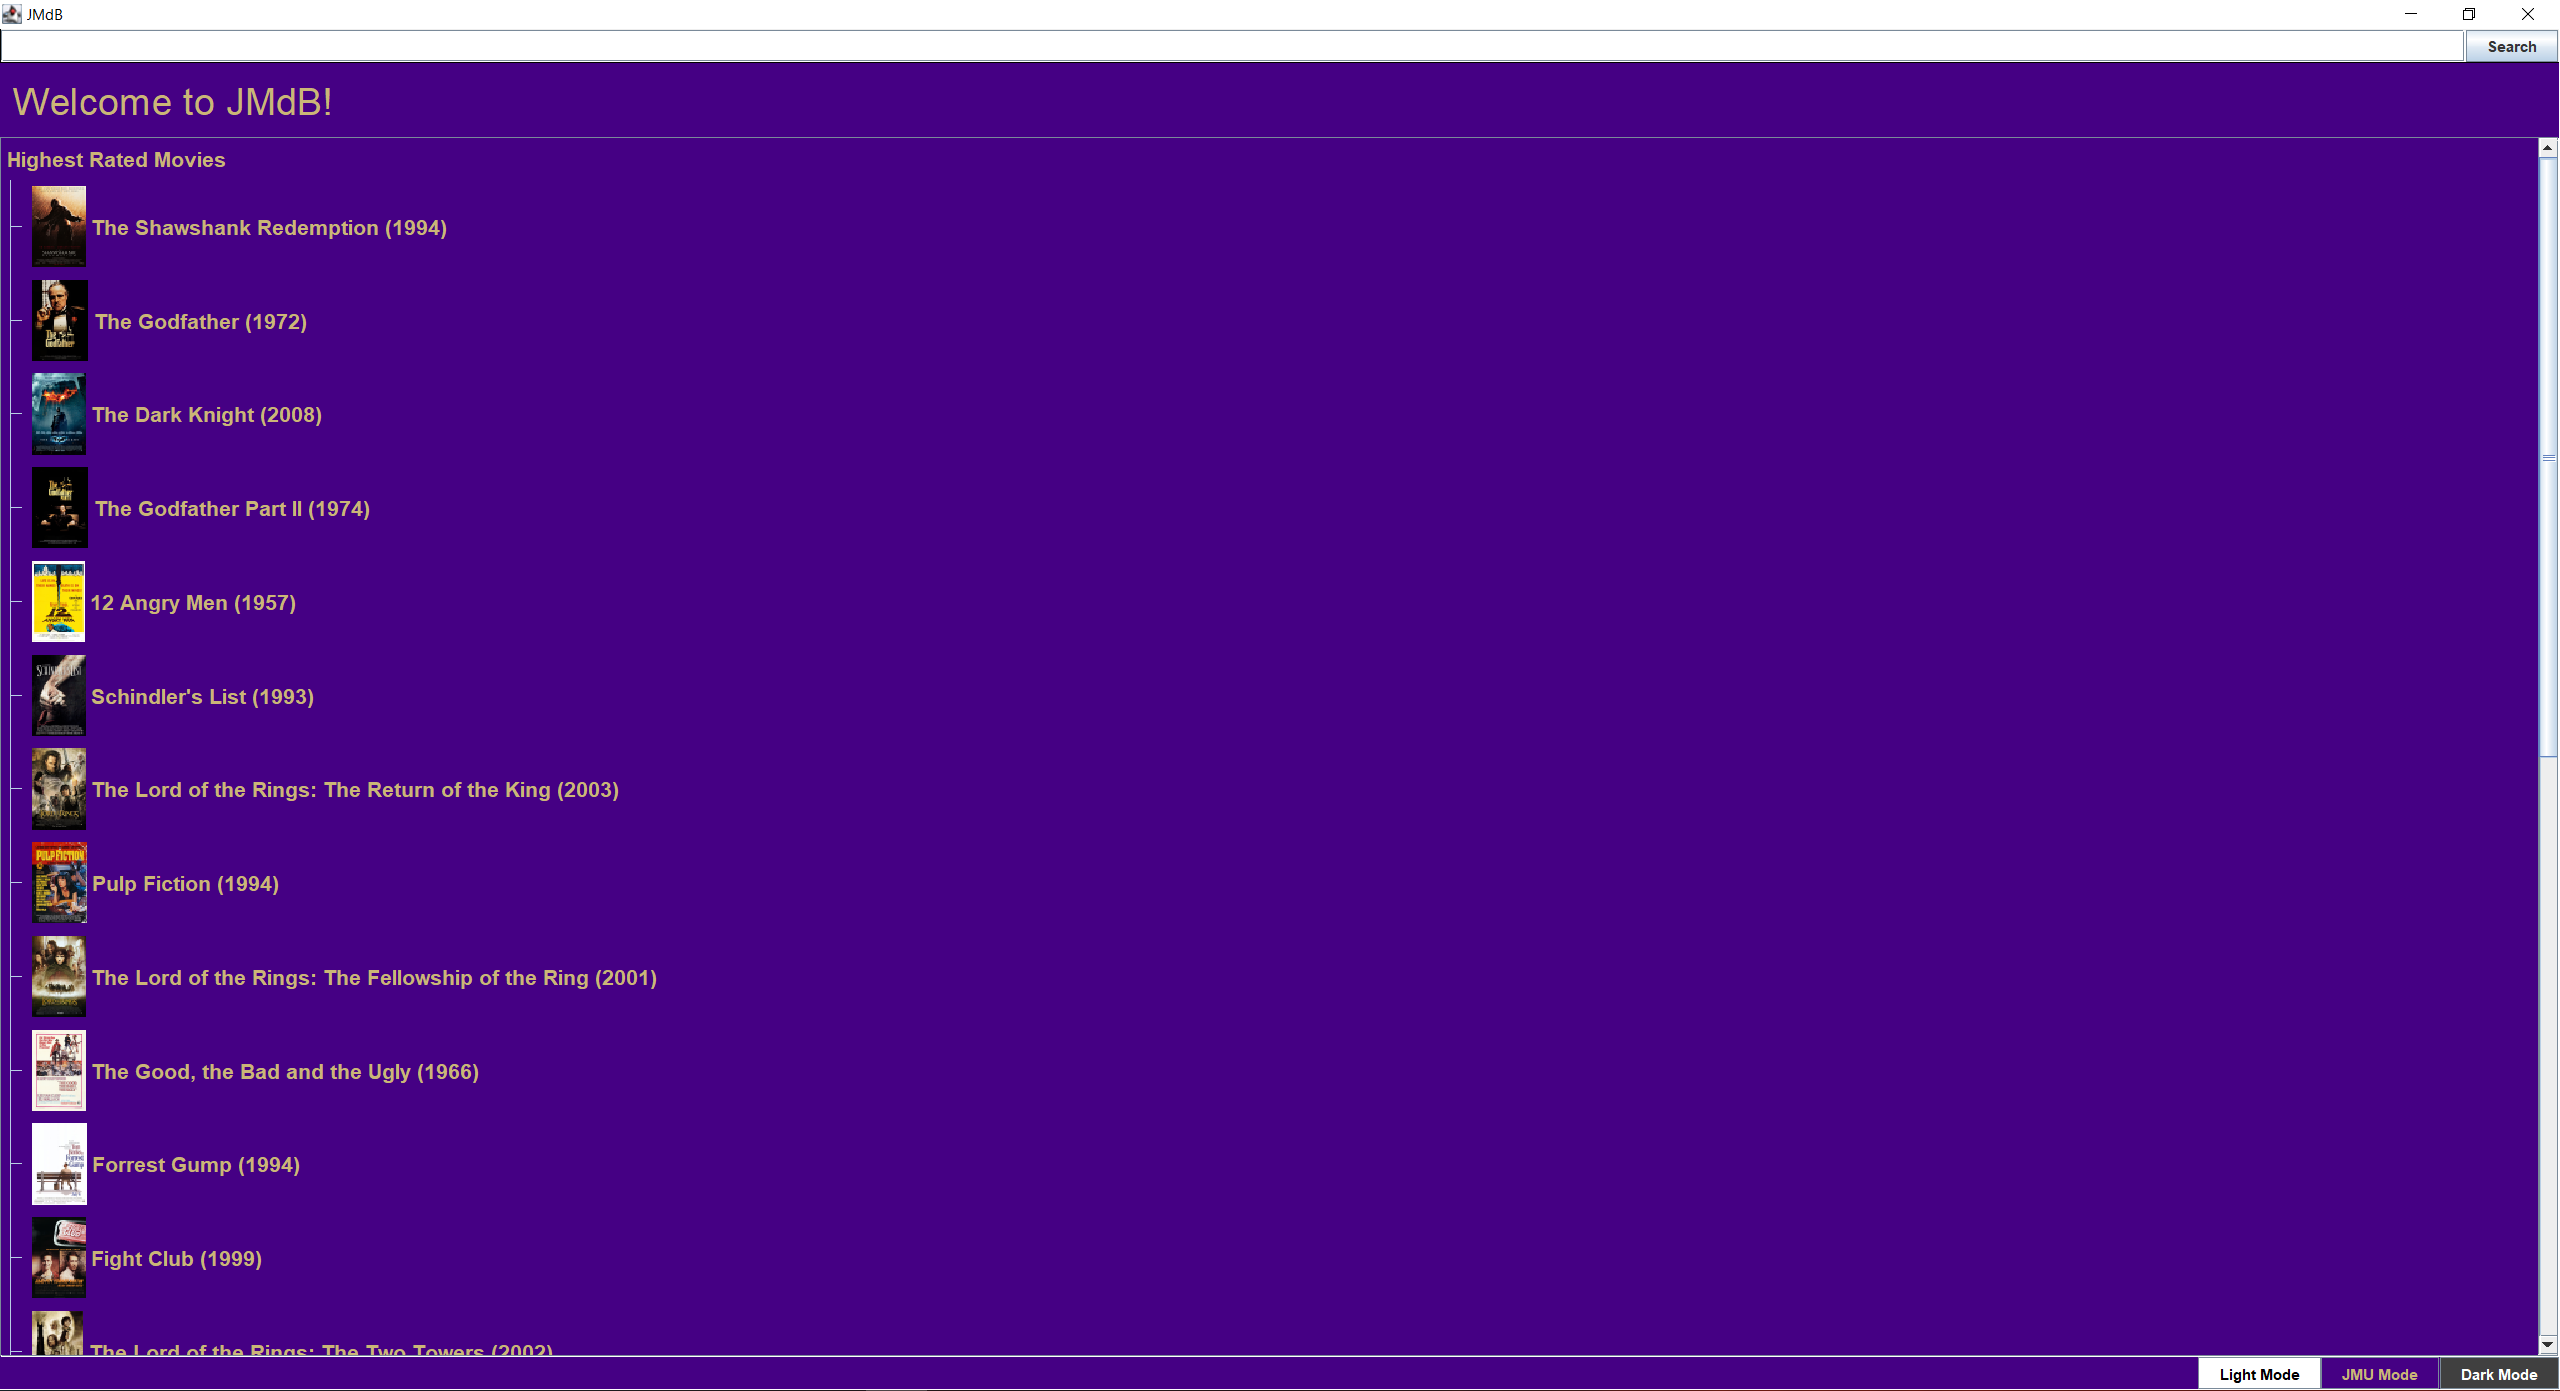 JMdB
Search
Welcome to JMdB!
Highest Rated Movies
The Shawshank Redemption (1994)
The Godfather (1972)
The Dark Knight (2008)
The Godfather Part II (1974)
12 Angry Men (1957)
Schindler's List (1993)
The Lord of the Rings: The Return of the King (2003)
PULP FICTION
Pulp Fiction (1994)
The Lord of the Rings: The Fellowship of the Ring (2001)
The Good, the Bad and the Ugly (1966)
Forrest Gump (1994)
Fight Club (1999)
The Lord of the Rings: The Two Towers (2002)
Light Mode
JMU Mode
Dark Mode